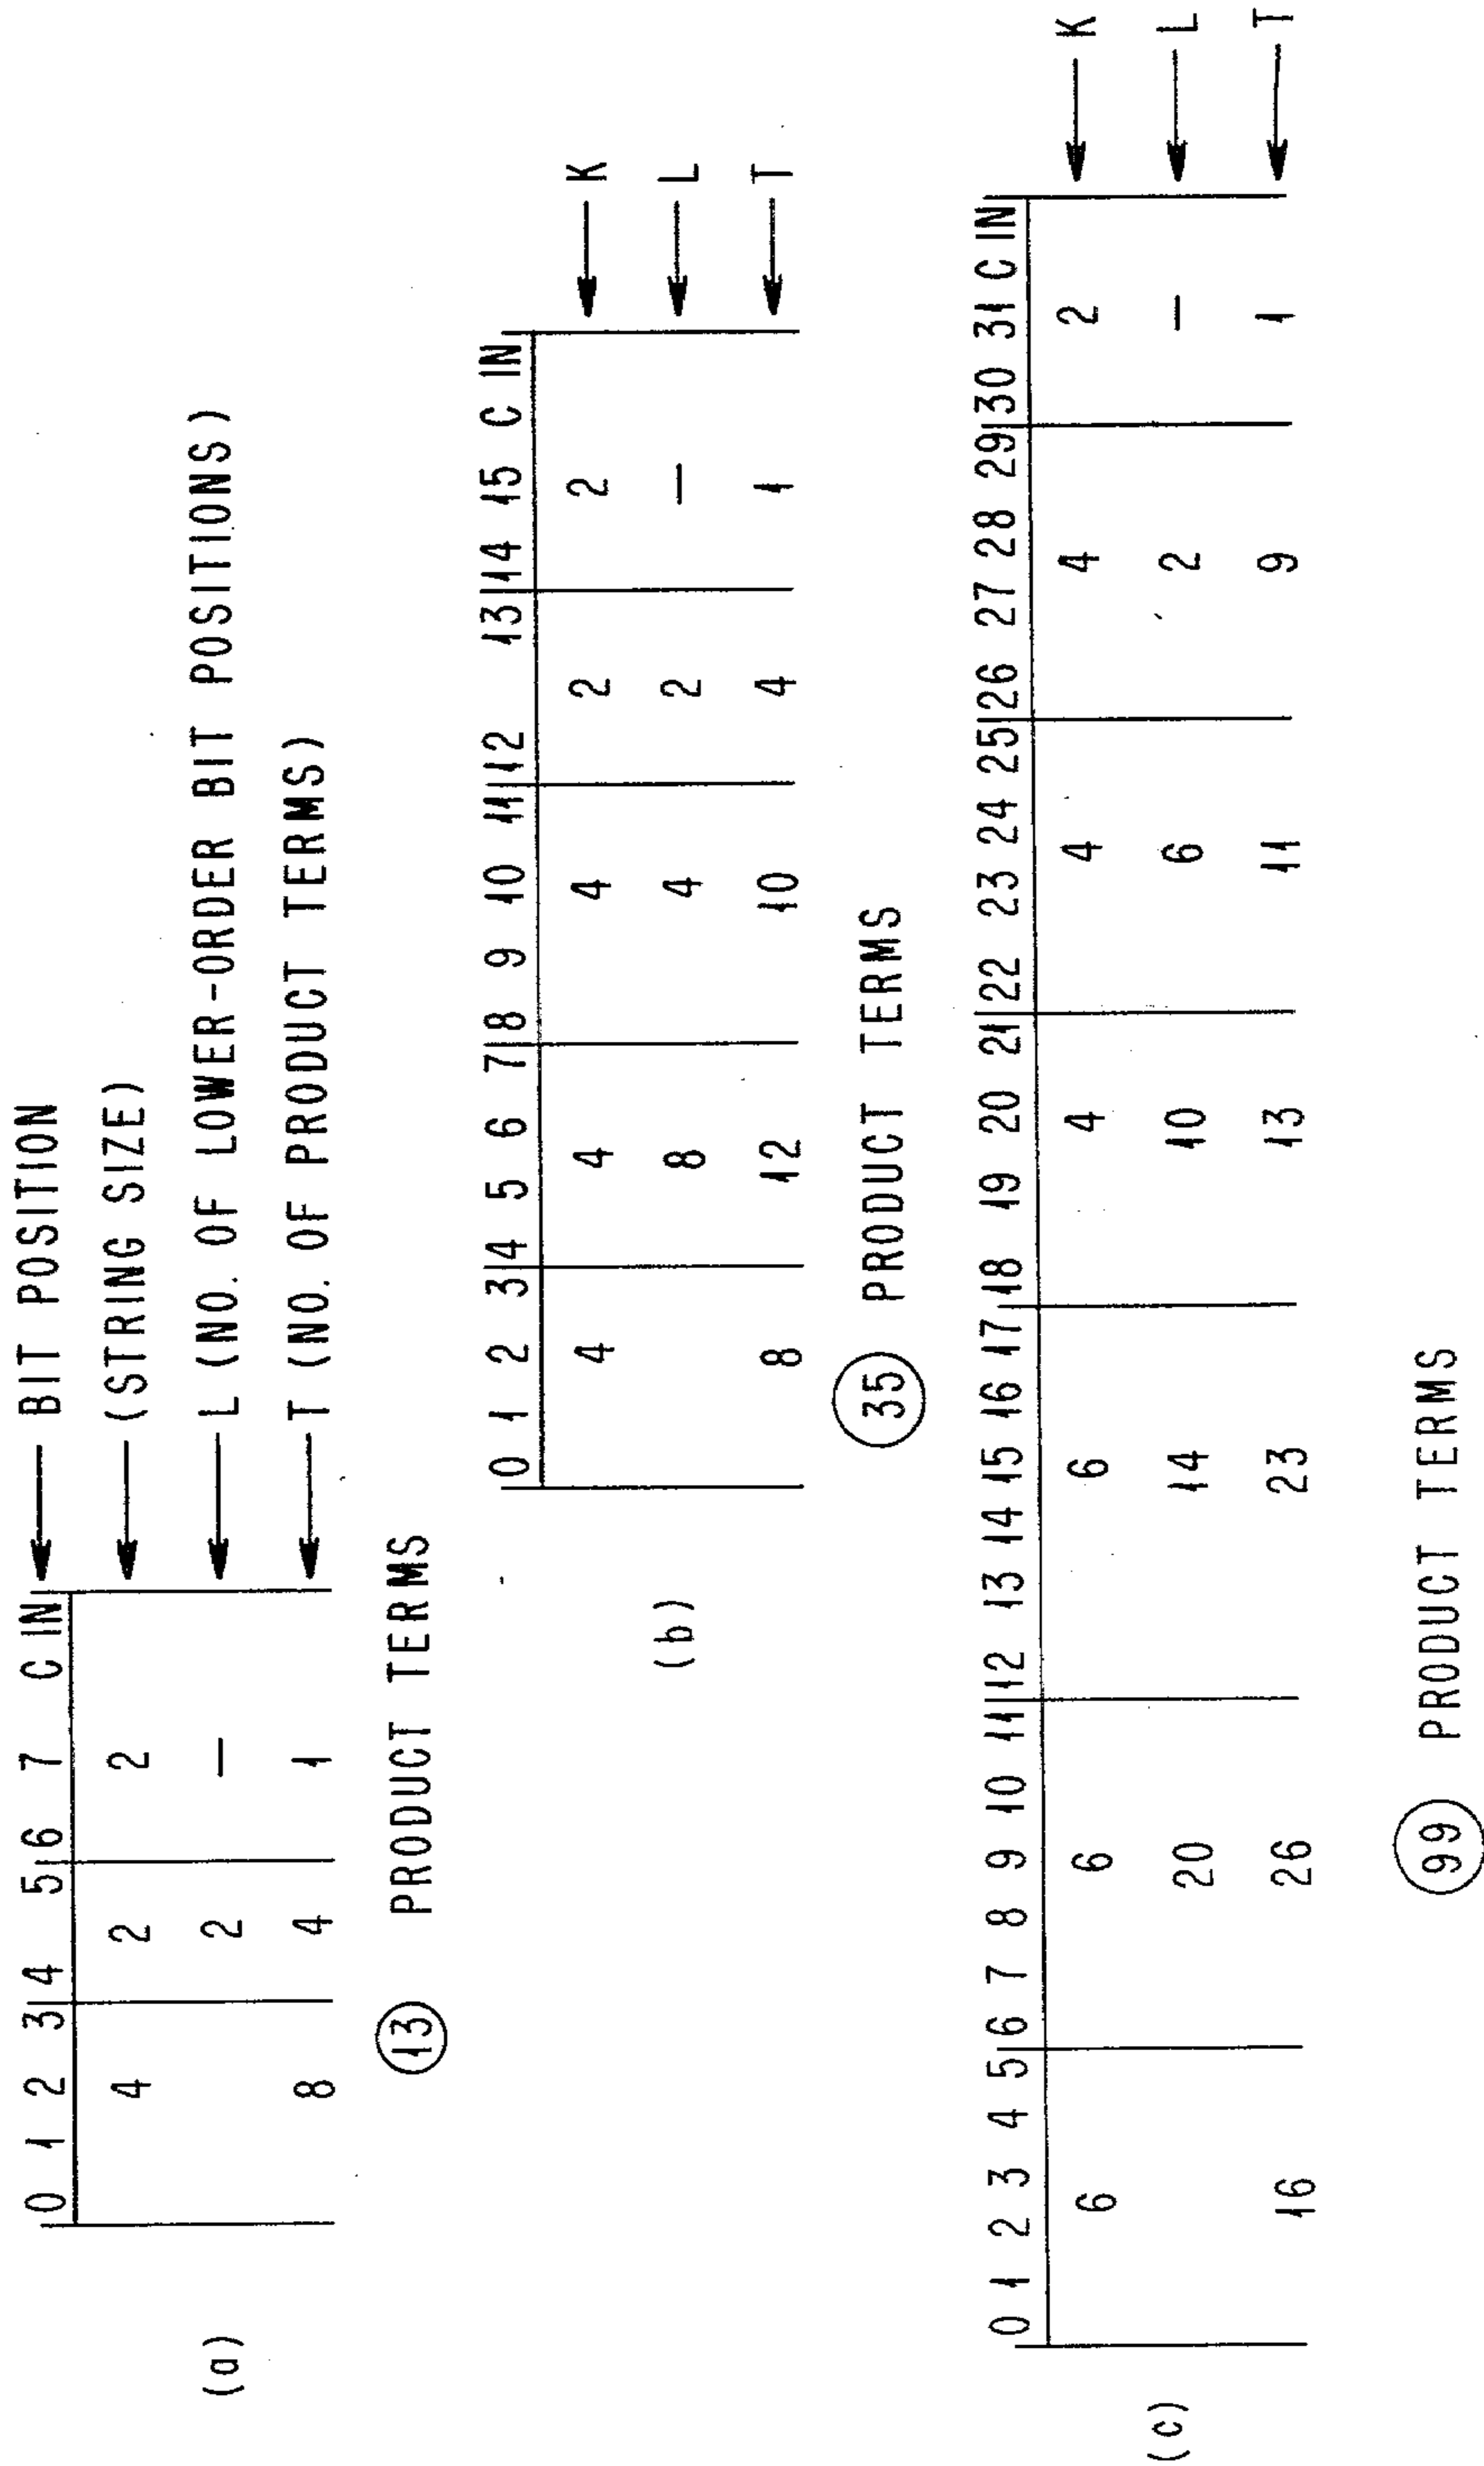 0 1 2 3 4 5 6 7 C IN BIT POSITION
4 2 2 (STRING SIZE)
(a) 2 — L (NO. OF LOWER-ORDER BIT POSITIONS)
8 4 1 T (NO. OF PRODUCT TERMS)
13 PRODUCT TERMS
0 1 2 3 4 5 6 7 8 9 10 11 12 13 14 15 C IN
4 4 4 2 2 K
(b) 8 4 2 — L
8 12 10 4 1 T
35 PRODUCT TERMS
0 1 2 3 4 5 6 7 8 9 10 11 12 13 14 15 16 17 18 19 20 21 22 23 24 25 26 27 28 29 30 31 C IN
6 6 6 4 4 4 2 K
(c) 20 14 10 6 2 — L
16 26 23 13 11 9 1 T
99 PRODUCT TERMS